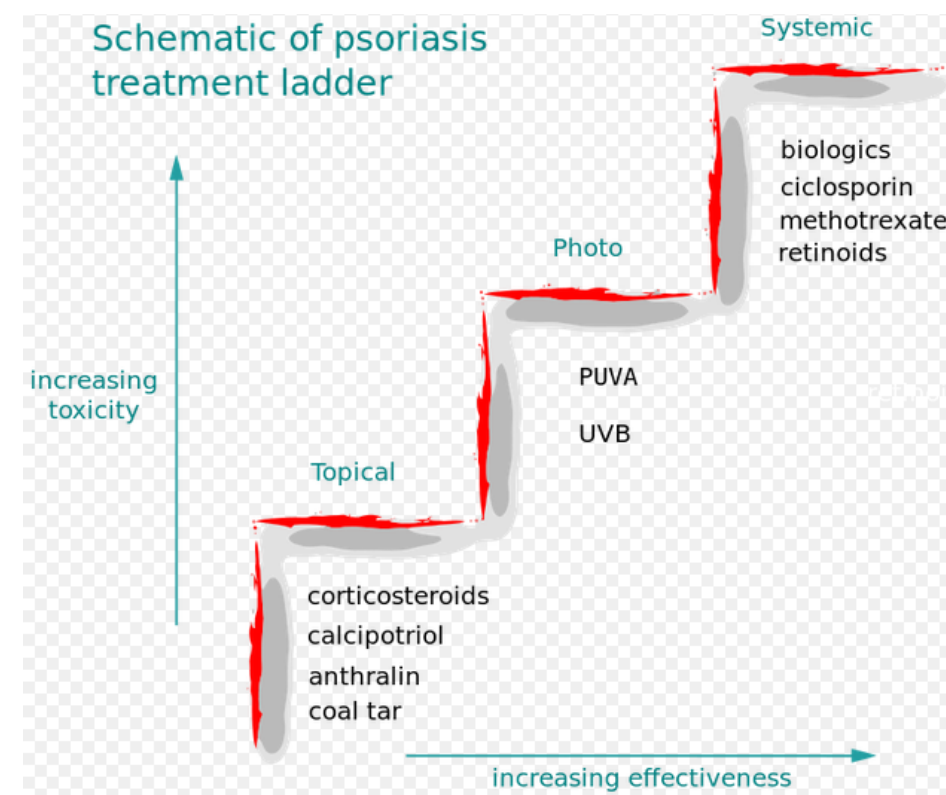 Schematic of psoriasis
treatment ladder
Systemic
biologics
ciclosporin
methotrexate
retinoids
Photo
PUVA
UVB
increasing
toxicity
Topical
corticosteroids
calcipotriol
anthralin
coal tar
increasing effectiveness